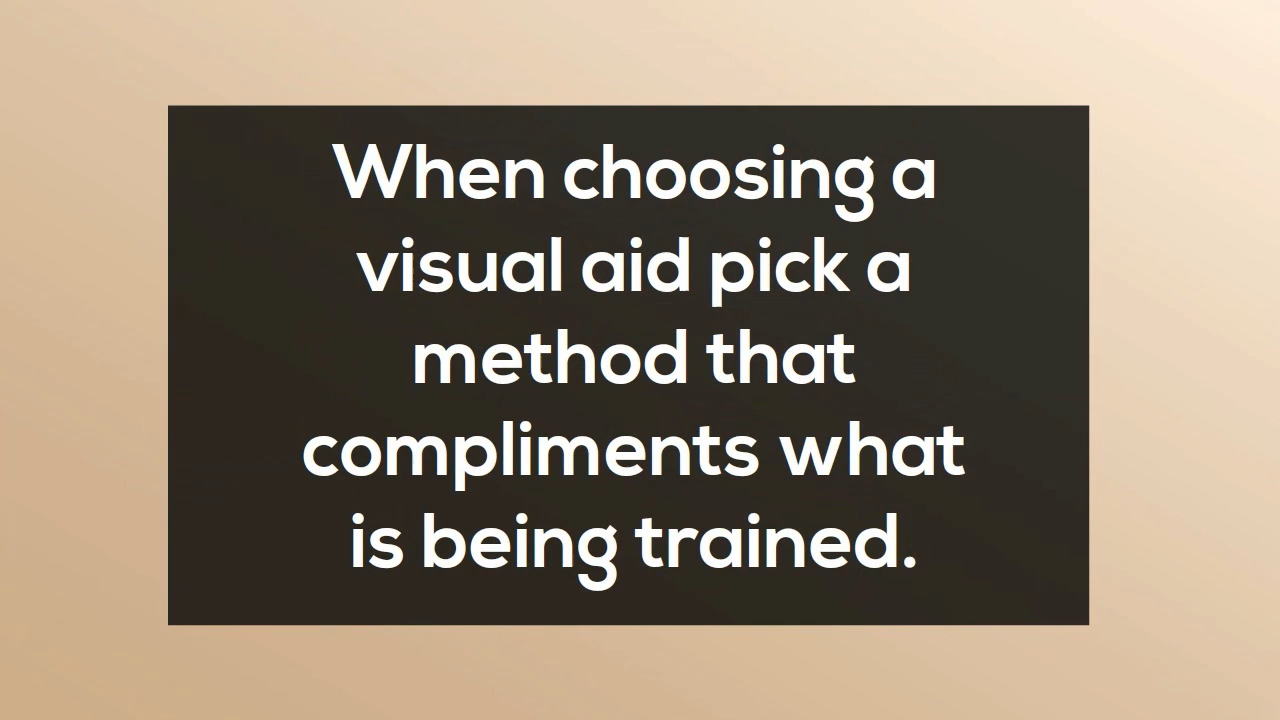 When choosing a
visual aid pick a
method that
compliments what
is being trained.